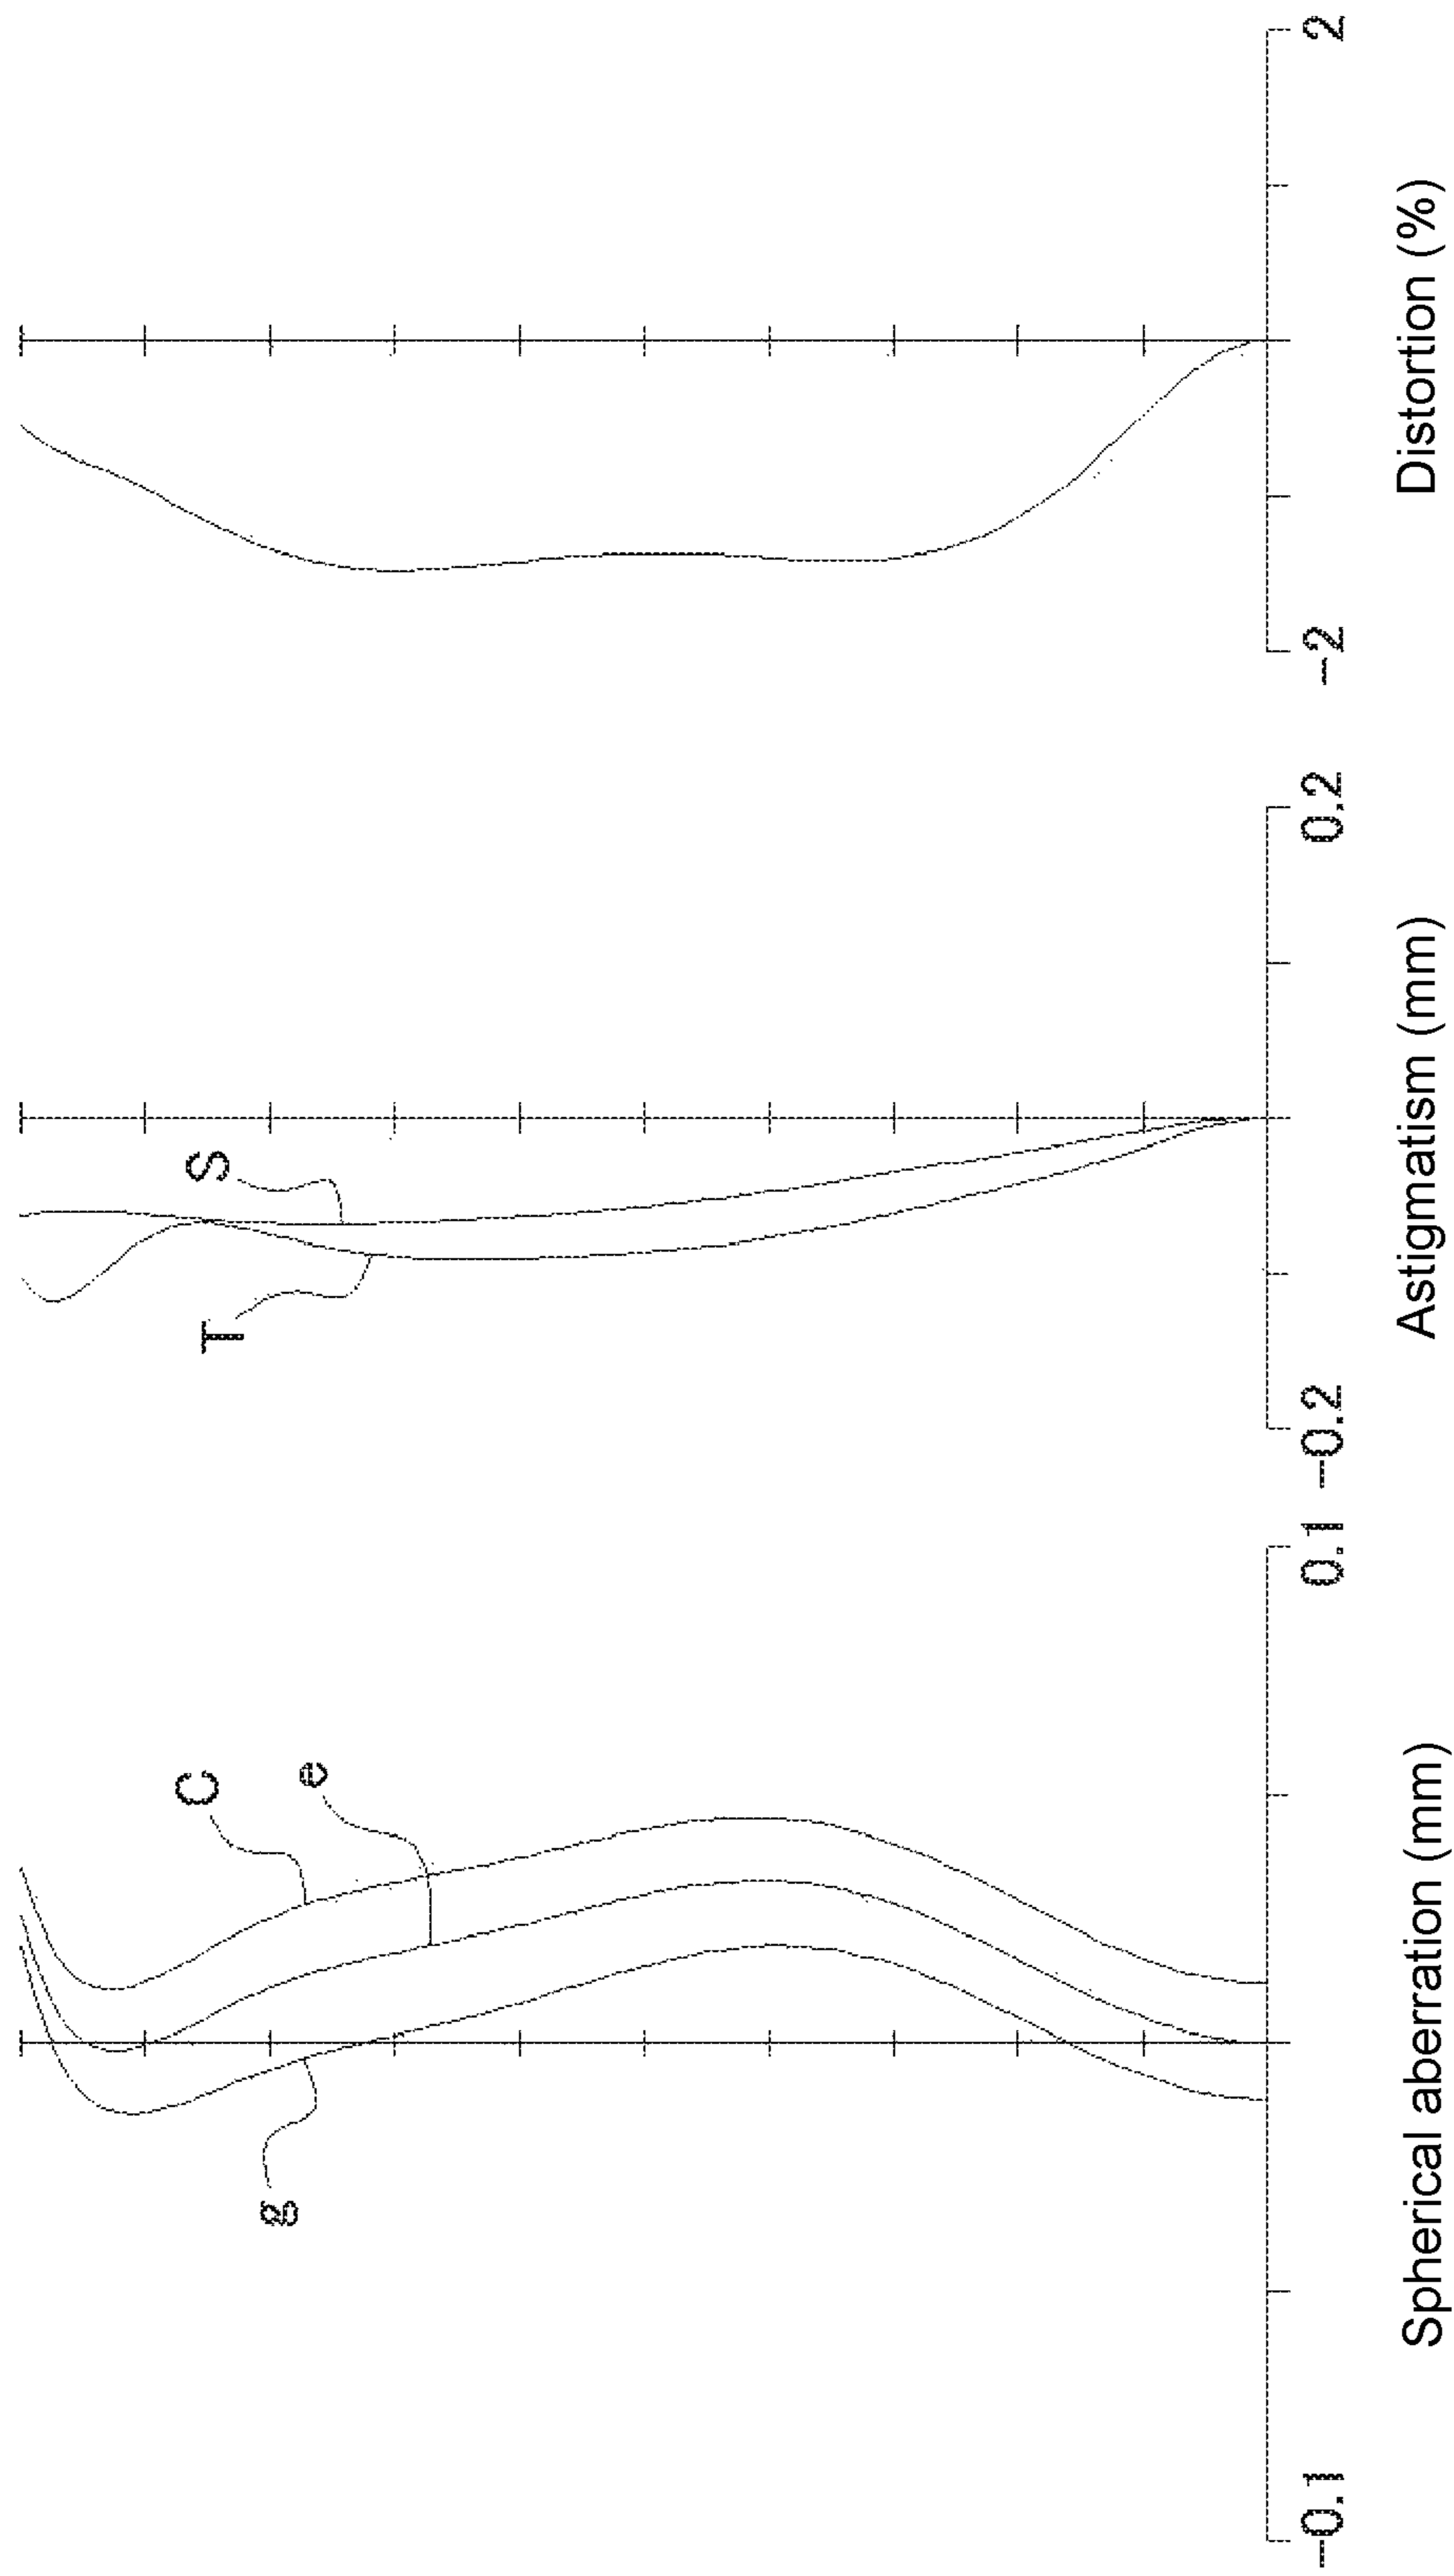 C
e
g
-0.1
0.1
Spherical aberration (mm)
S
T
-0.2
0.2
Astigmatism (mm)
-2
2
Distortion (%)